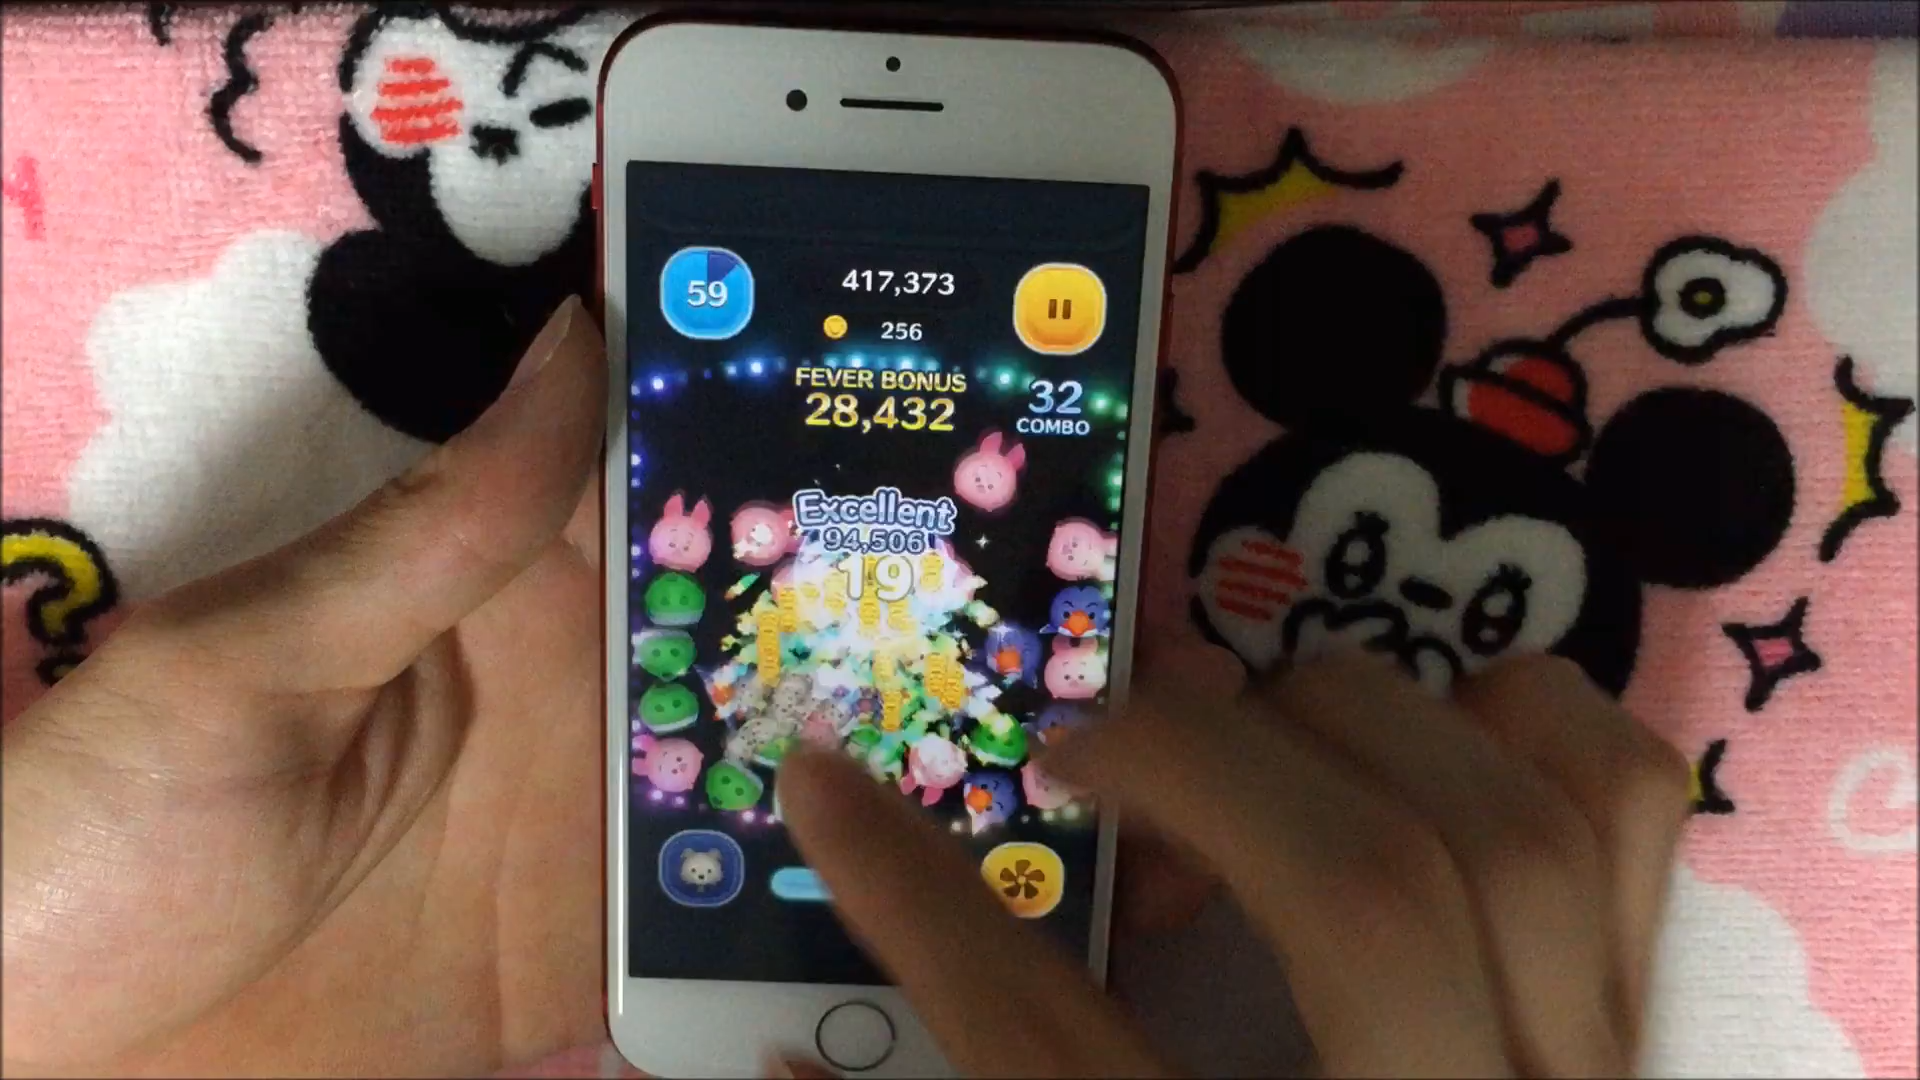 59
417,373
256
FEVER BONUS
28,432
32
COMBO
Excellent
94,506
19